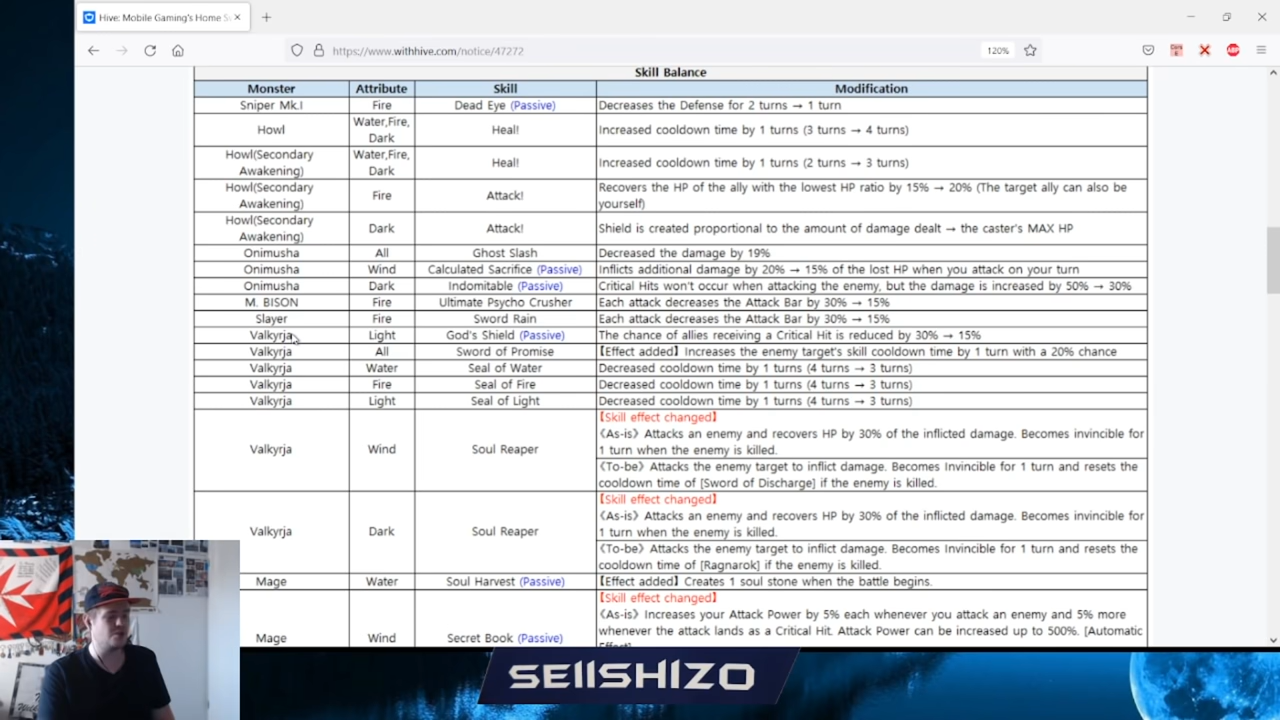 Hive: Mobile Gaming's Home S
https://www.withhive.com/notice/47272
120%
Skill Balance
Monster Attribute Skill Modification
Sniper Mk.I Fire Dead Eye (Passive) Decreases the Defense for 2 turns → 1 turn
Howl Water,Fire, Dark Heal! Increased cooldown time by 1 turns (3 turns → 4 turns)
Howl(Secondary Awakening) Water,Fire, Dark Heal! Increased cooldown time by 1 turns (2 turns → 3 turns)
Howl(Secondary Awakening) Fire Attack! Recovers the HP of the ally with the lowest HP ratio by 15% → 20% (The target ally can also be
yourself)
Howl(Secondary Awakening) Dark Attack! Shield is created proportional to the amount of damage dealt → the caster's MAX HP
Onimusha All Ghost Slash Decreased the damage by 19%
Onimusha Wind Calculated Sacrifice (Passive) Inflicts additional damage by 20% → 15% of the lost HP when you attack on your turn
Onimusha Dark Indomitable (Passive) Critical Hits won't occur when attacking the enemy, but the damage is increased by 50% → 30%
M. BISON Fire Ultimate Psycho Crusher Each attack decreases the Attack Bar by 30% → 15%
Slayer Fire Sword Rain Each attack decreases the Attack Bar by 30% → 15%
Valkyrja Light God's Shield (Passive) The chance of allies receiving a Critical Hit is reduced by 30% → 15%
Valkyrja All Sword of Promise 【Effect added】 Increases the enemy target's skill cooldown time by 1 turn with a 20% chance
Valkyrja Water Seal of Water Decreased cooldown time by 1 turns (4 turns → 3 turns)
Valkyrja Fire Seal of Fire Decreased cooldown time by 1 turns (4 turns → 3 turns)
Valkyrja Light Seal of Light Decreased cooldown time by 1 turns (4 turns → 3 turns)
Valkyrja Wind Soul Reaper 【Skill effect changed】
《As-is》 Attacks an enemy and recovers HP by 30% of the inflicted damage. Becomes invincible for
1 turn when the enemy is killed.
《To-be》 Attacks the enemy target to inflict damage. Becomes Invincible for 1 turn and resets the
cooldown time of [Sword of Discharge] if the enemy is killed.
Valkyrja Dark Soul Reaper 【Skill effect changed】
《As-is》 Attacks an enemy and recovers HP by 30% of the inflicted damage. Becomes invincible for
1 turn when the enemy is killed.
《To-be》 Attacks the enemy target to inflict damage. Becomes Invincible for 1 turn and resets the
cooldown time of [Ragnarok] if the enemy is killed.
Mage Water Soul Harvest (Passive) 【Effect added】 Creates 1 soul stone when the battle begins.
Mage Wind Secret Book (Passive) 【Skill effect changed】
《As-is》 Increases your Attack Power by 5% each whenever you attack an enemy and 5% more
whenever the attack lands as a Critical Hit. Attack Power can be increased up to 500%. [Automatic
SEIISHIZO